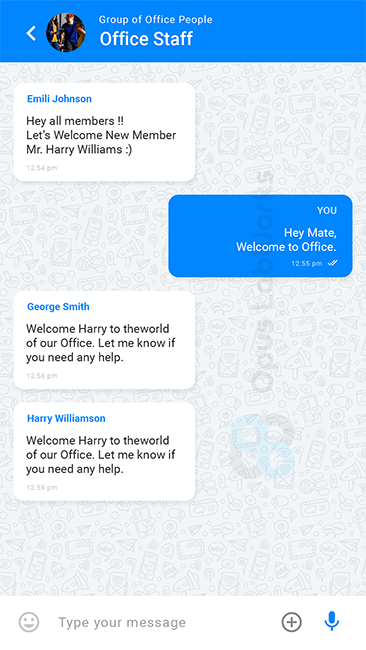 Group of Office People
Office Staff
Emili Johnson
Hey all members !!
Let's Welcome New Member
Mr. Harry Williams :)
12:54 pm
YOU
Hey Mate,
Welcome to Office.
12:55 pm
George Smith
Welcome Harry to theworld
of our Office. Let me know if
you need any help.
12:58 pm
Harry Williamson
Welcome Harry to theworld
of our Office. Let me know if
you need any help.
12:59 pm
Opus Labworks
Type your message